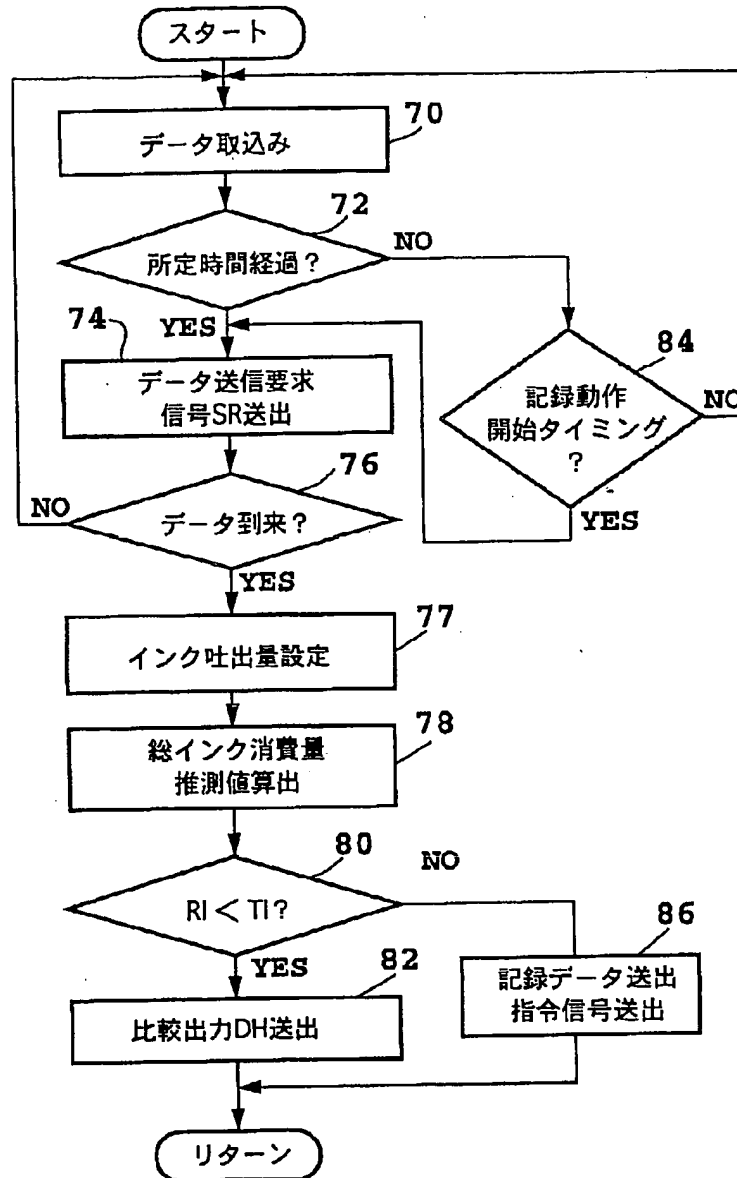 スタート
データ取込み
70
所定時間経過?
72
NO
YES
74
データ送信要求
信号SR送出
84
記録動作
開始タイミング
?
NO
YES
76
データ到来?
NO
YES
77
インク吐出量設定
78
総インク消費量
推測値算出
80
RI<TI?
NO
YES
82
比較出力DH送出
86
記録データ送出
指令信号送出
リターン